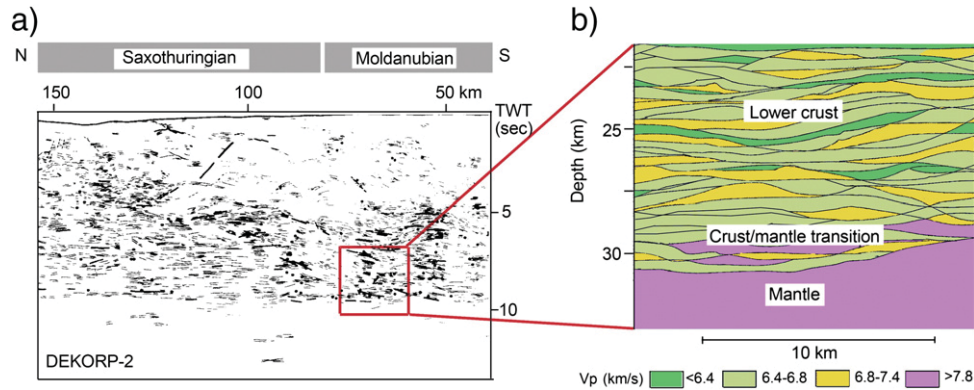 a)
N Saxothuringian Moldanubian S
150 100 50 km
TWT
(sec)
5
10
DEKORP-2
b)
Depth (km)
25
30
Lower crust
Crust/mantle transition
Mantle
10 km
Vp (km/s) <6.4 6.4-6.8 6.8-7.4 >7.8